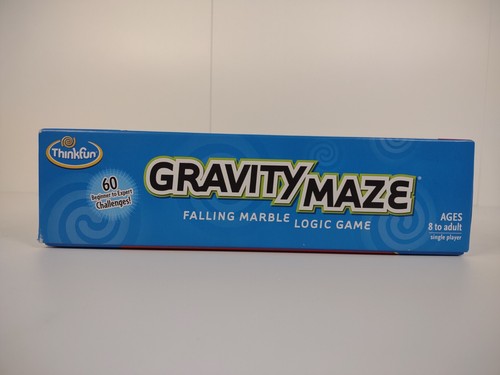 Thinkfun
60
Beginner to Expert
Challenges!
GRAVITY MAZE
FALLING MARBLE
LOGIC GAME
AGES
8 to adult
single player